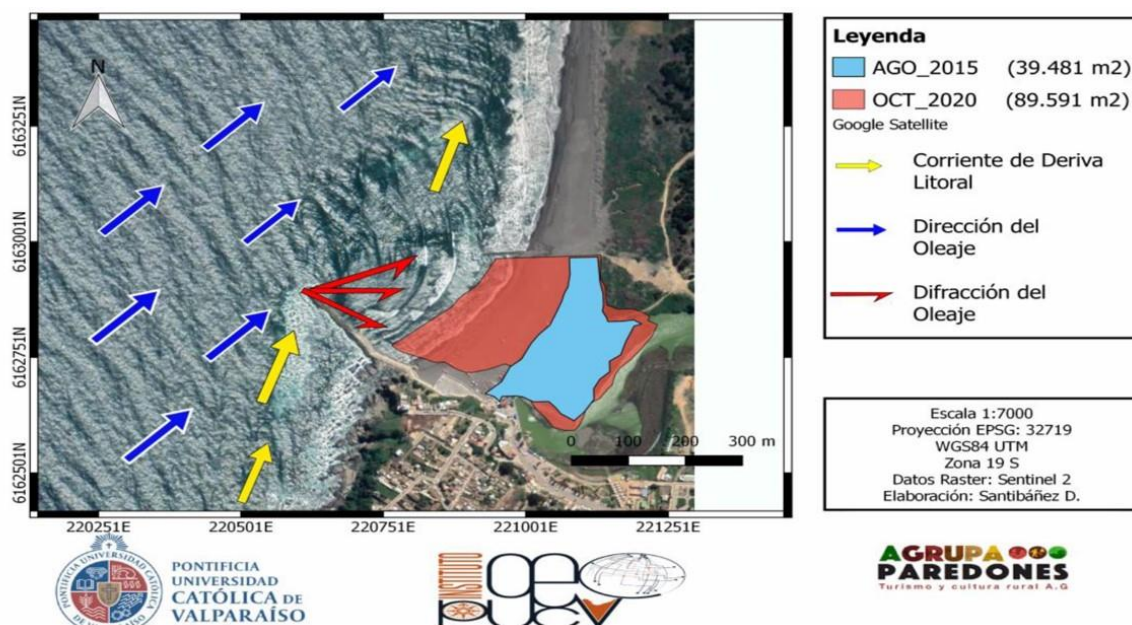 N
6163251N
6163001N
6162751N
6162501N
220251E
220501E
220751E
221001E
221251E
0 100 200 300 m
Leyenda
AGO_2015 (39.481 m2)
OCT_2020 (89.591 m2)
Google Satellite
Corriente de Deriva
Litoral
Dirección del
Oleaje
Difracción del
Oleaje
Escala 1:7000
Proyección EPSG: 32719
WGS84 UTM
Zona 19 S
Datos Raster: Sentinel 2
Elaboración: Santibáñez D.
PONTIFICIA
UNIVERSIDAD
CATÓLICA DE
VALPARAÍSO
INSTITUTO
geo
pucv
AGRUPA
PAREDONES
Turismo y cultura rural A.G